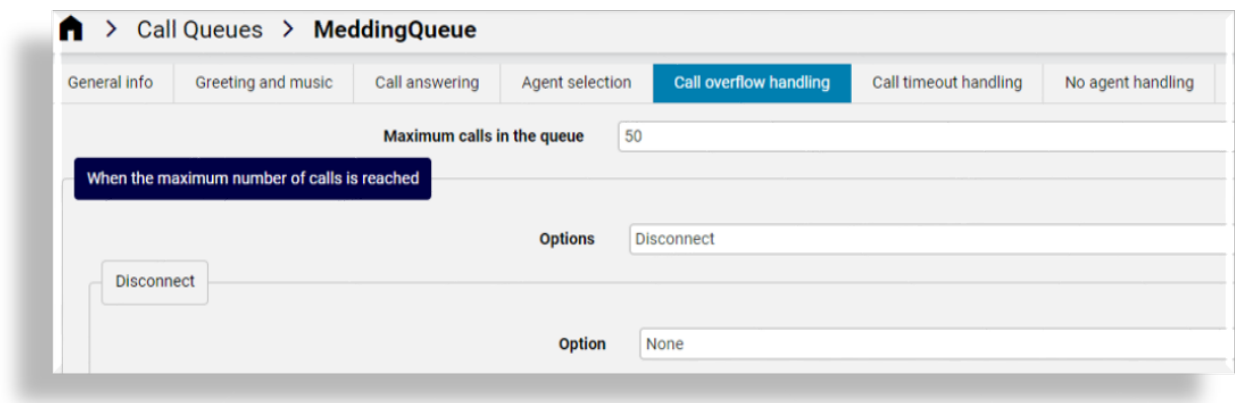 > Call Queues > MeddingQueue
General info Greeting and music Call answering Agent selection Call overflow handling Call timeout handling No agent handling
Maximum calls in the queue 50
When the maximum number of calls is reached
Options Disconnect
Disconnect
Option None